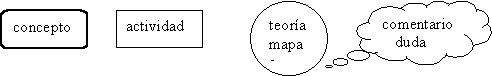 concepto
actividad
teoría
mapa
-
comentario
duda